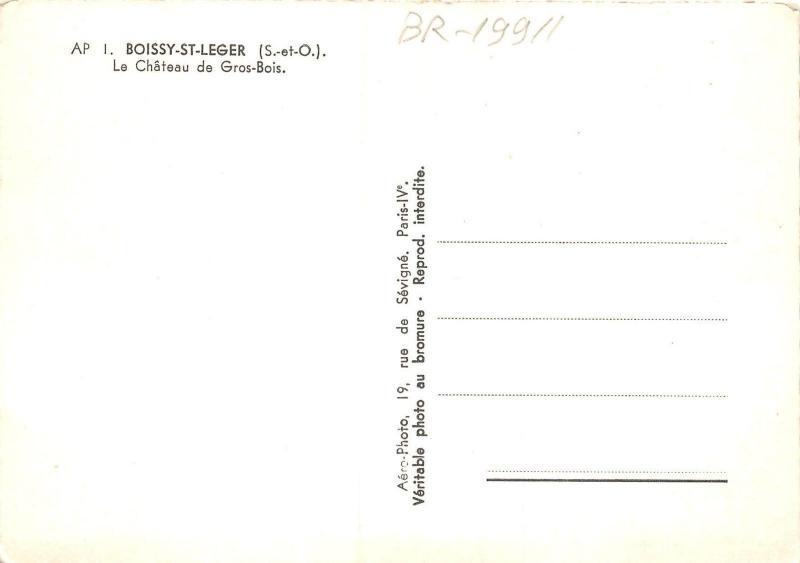 BR-19911
AP 1. BOISSY-ST-LEGER (S.-et-O.).
Le Château de Gros-Bois.
Aéro-Photo, 19, rue de Sévigné. Paris-IVe.
Véritable photo au bromure - Reprod. interdite.